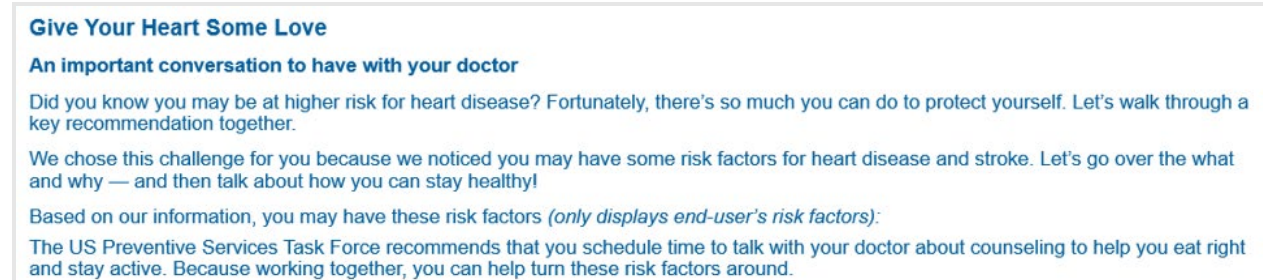 Give Your Heart Some Love
An important conversation to have with your doctor
Did you know you may be at higher risk for heart disease? Fortunately, there’s so much you can do to protect yourself. Let’s walk through a
key recommendation together.
We chose this challenge for you because we noticed you may have some risk factors for heart disease and stroke. Let’s go over the what
and why — and then talk about how you can stay healthy!
Based on our information, you may have these risk factors (only displays end-user’s risk factors):
The US Preventive Services Task Force recommends that you schedule time to talk with your doctor about counseling to help you eat right
and stay active. Because working together, you can help turn these risk factors around.